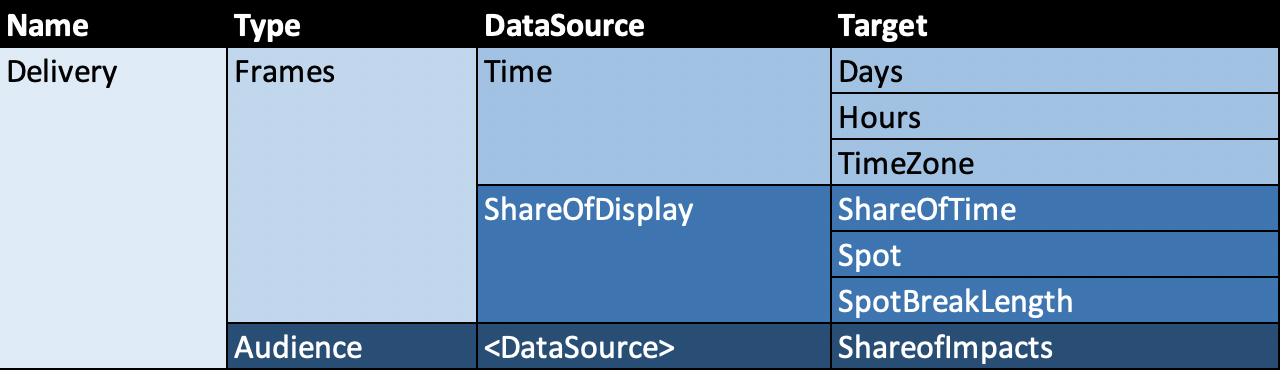 Name Type DataSource Target
Delivery Frames Time Days
Hours
TimeZone
ShareOfDisplay ShareOfTime
Spot
SpotBreakLength
Audience <DataSource> ShareofImpacts